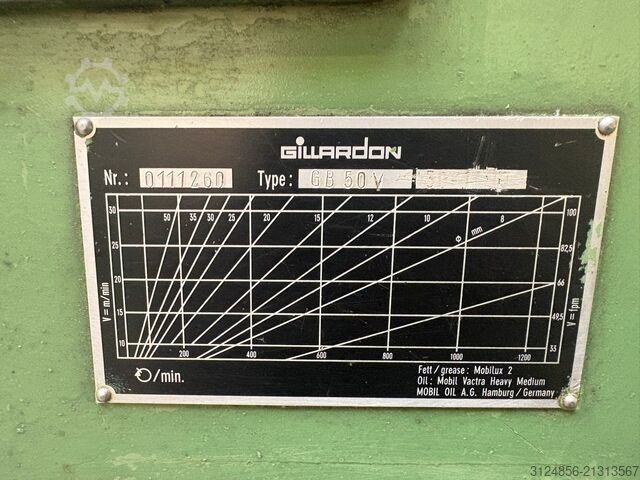 GILLARDON
Nr.: 0111260 Type: GB 50 V
30 50 35 30 25 20 15 12 10 8 100
Φ mm
25 82,5
20 66
15 49,5
10 33
V = m/min V = fpm
200 400 600 800 1000 1200
/min.
Fett / grease : Mobilux 2
Oil : Mobil Vactra Heavy Medium
MOBIL OIL A.G. Hamburg / Germany
3124856-21313567